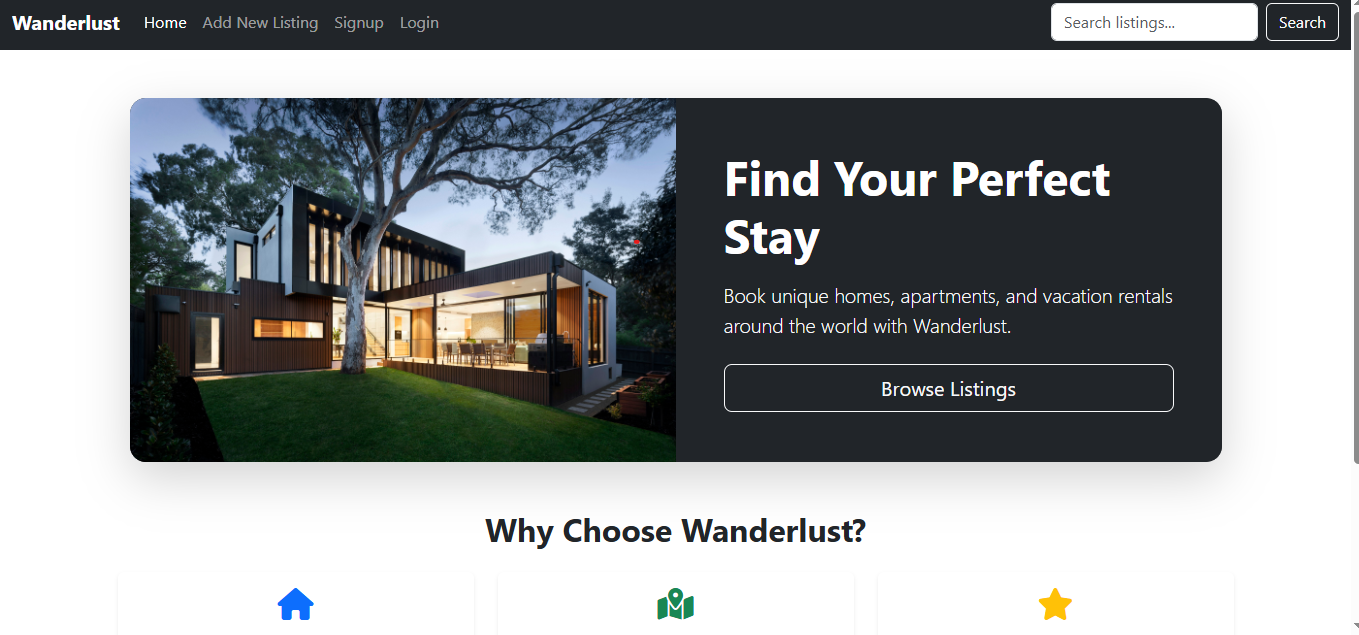 Wanderlust Home Add New Listing Signup Login Search listings... Search
Find Your Perfect
Stay
Book unique homes, apartments, and vacation rentals
around the world with Wanderlust.
Browse Listings
Why Choose Wanderlust?